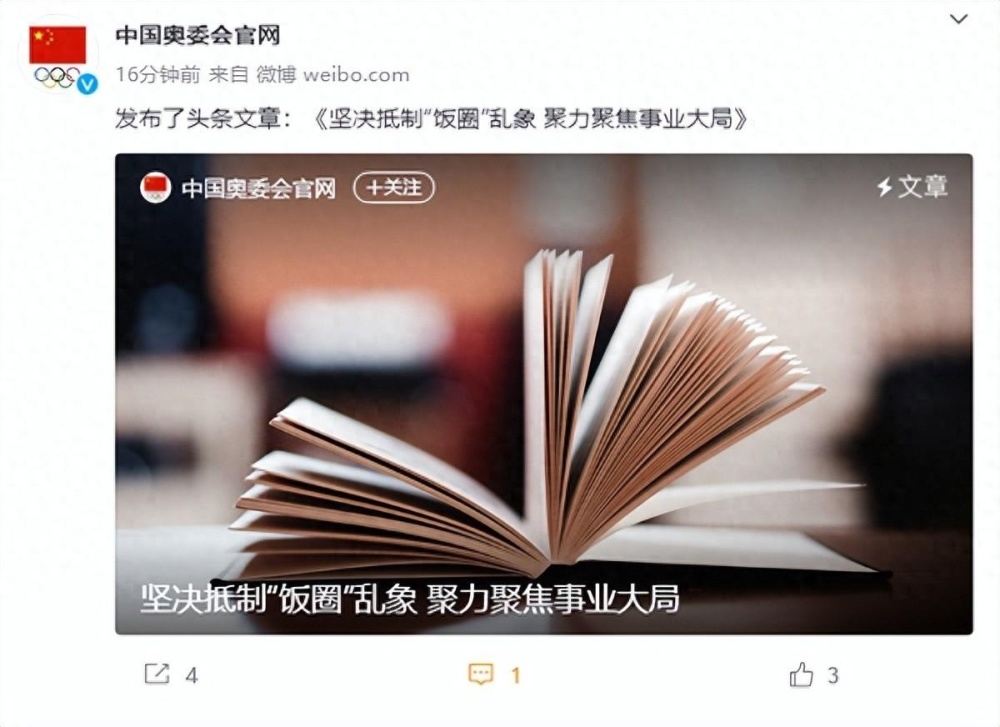 中国奥委会官网
16分钟前 来自 微博 weibo.com
发布了头条文章：《坚决抵制“饭圈”乱象 聚力聚焦事业大局》
中国奥委会官网 +关注 文章
坚决抵制“饭圈”乱象 聚力聚焦事业大局
4 1 3